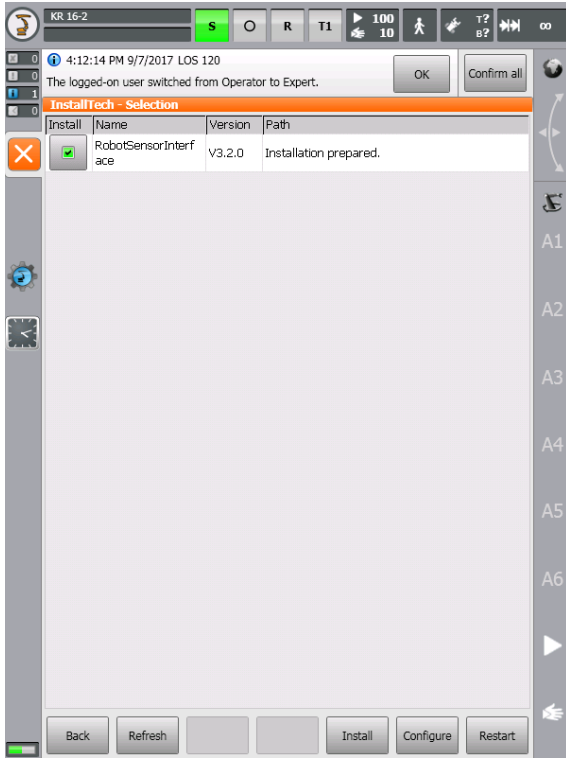 KR 16-2
S O R T1 100 10 T? B? ∞
0
0
1
0
4:12:14 PM 9/7/2017 LOS 120
The logged-on user switched from Operator to Expert.
OK
Confirm all
InstallTech - Selection
Install Name Version Path
RobotSensorInterf
ace
V3.2.0 Installation prepared.
A1
A2
A3
A4
A5
A6
Back Refresh Install Configure Restart